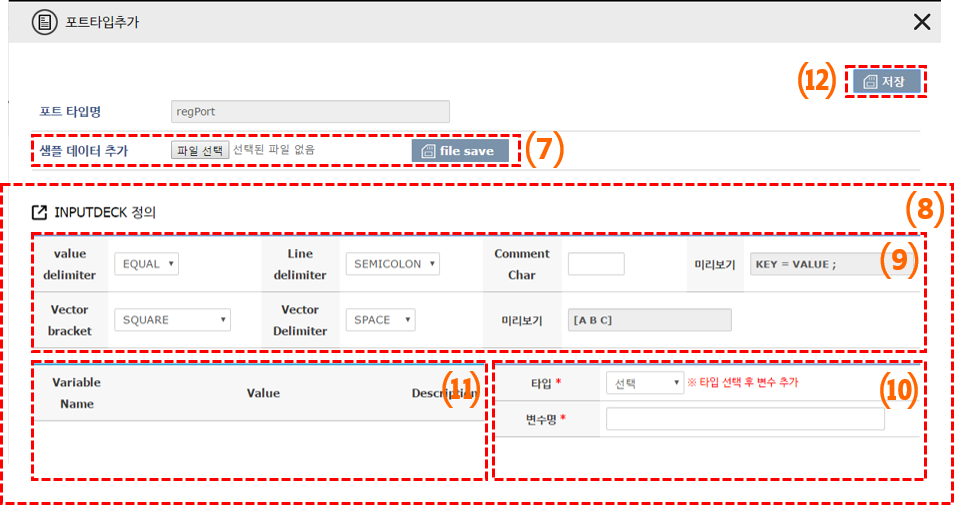 포트타입추가
(12)
저장
포트 타입명
regPort
샘플 데이터 추가
파일 선택 선택된 파일 없음
file save
(7)
(8)
INPUTDECK 정의
value
delimiter
EQUAL
Line
delimiter
SEMICOLON
Comment
Char
미리보기
KEY = VALUE ;
(9)
Vector
bracket
SQUARE
Vector
Delimiter
SPACE
미리보기
[A B C]
Variable
Name
Value
Description
(11)
타입 *
선택
※ 타입 선택 후 변수 추가
(10)
변수명 *